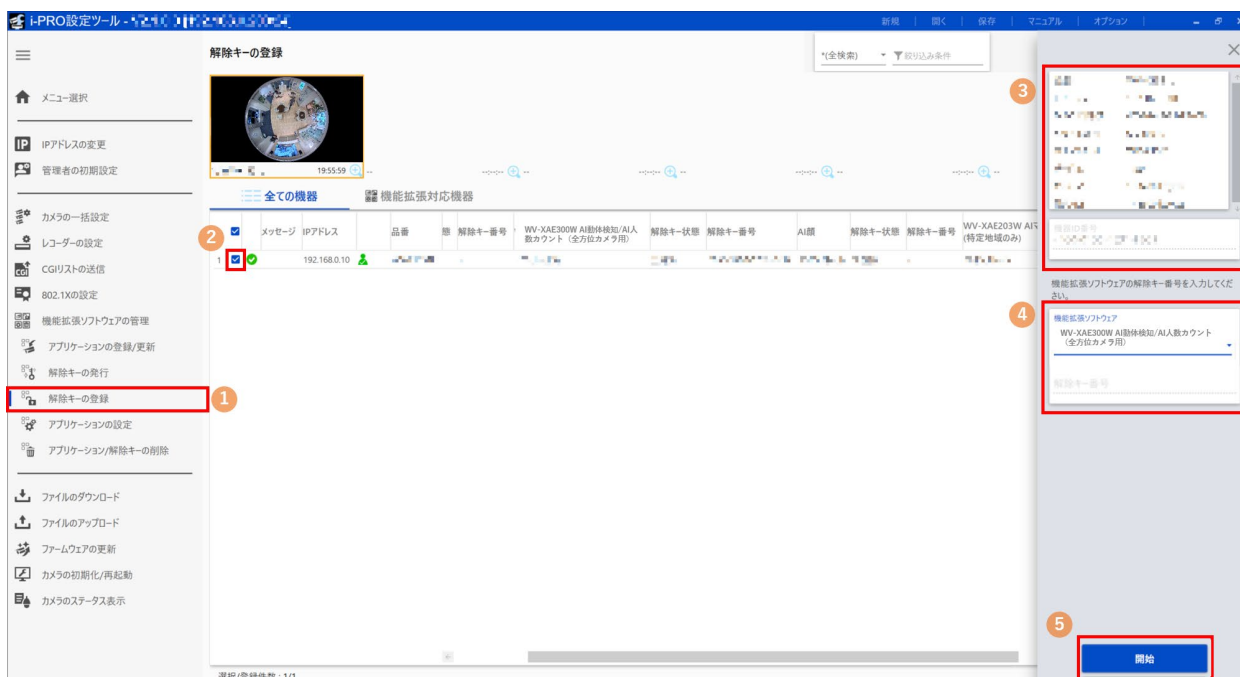 i-PRO設定ツール -
新規 | 開く | 保存 | マニュアル | オプション |
解除キーの登録
*(全検索) 絞り込み条件
メニュー選択
IP IPアドレスの変更
管理者の初期設定
カメラの一括設定
レコーダーの設定
CGI CGIリストの送信
802.1Xの設定
機能拡張ソフトウェアの管理
アプリケーションの登録/更新
解除キーの発行
解除キーの登録
アプリケーションの設定
アプリケーション/解除キーの削除
ファイルのダウンロード
ファイルのアップロード
ファームウェアの更新
カメラの初期化/再起動
カメラのステータス表示
1
19:55:59 --
--:--:-- --
--:--:-- --
--:--:-- --
--:--:-- --
全ての機器 機能拡張対応機器
2
メッセージ IPアドレス 品番 態 解除キー番号 WV-XAE300W AI動体検知/AI人数カウント（全方位カメラ用） 解除キー状態 解除キー番号 AI顔 解除キー状態 解除キー番号 WV-XAE203W AIマ (特定地域のみ)
1 192.168.0.10
選択/登録件数 : 1/1
3
機器ID番号
機能拡張ソフトウェアの解除キー番号を入力してくだ
さい。
4
機能拡張ソフトウェア
WV-XAE300W AI動体検知/AI人数カウント
（全方位カメラ用）
解除キー番号
5
開始